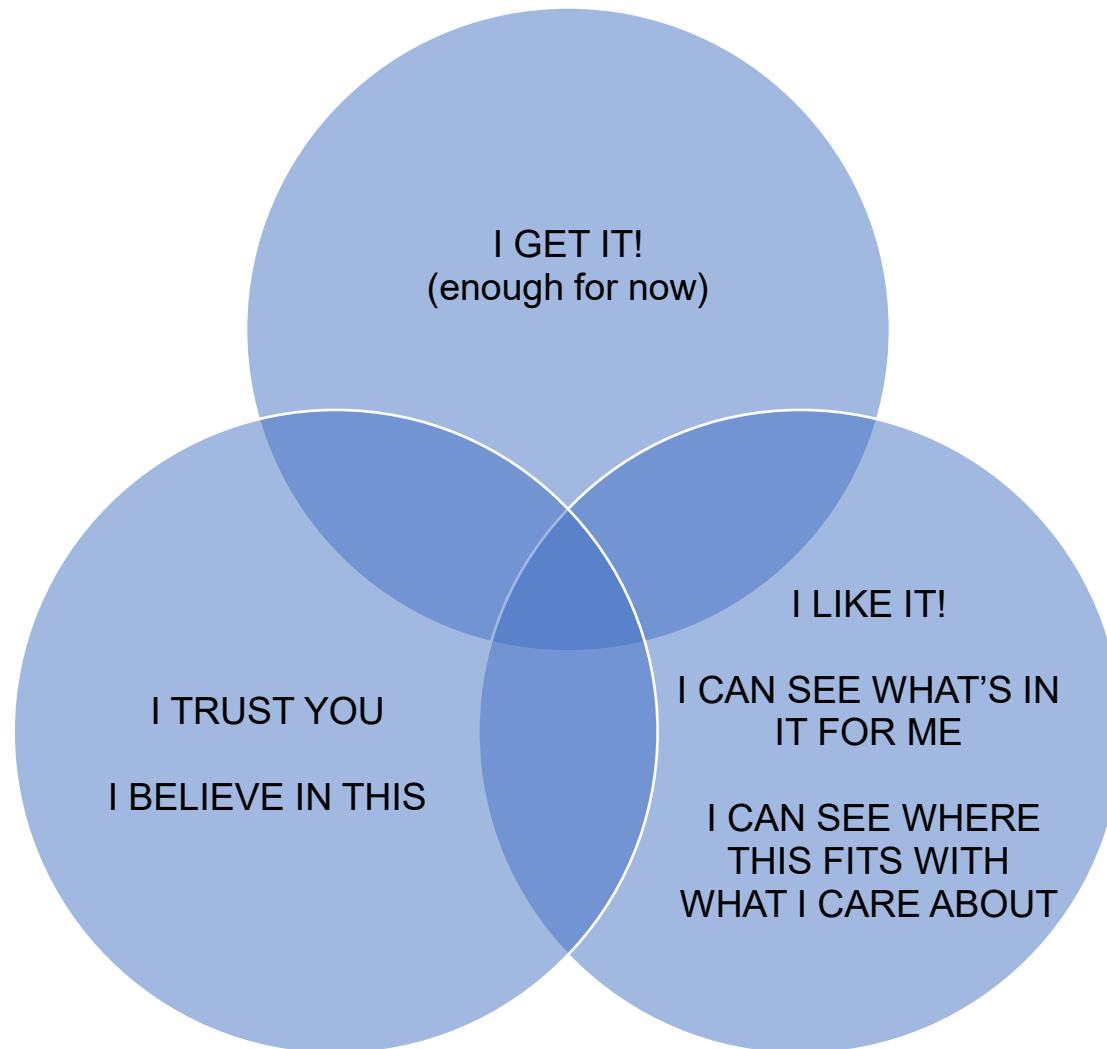 I GET IT!
(enough for now)
I TRUST YOU
I BELIEVE IN THIS
I LIKE IT!
I CAN SEE WHAT’S IN
IT FOR ME
I CAN SEE WHERE
THIS FITS WITH
WHAT I CARE ABOUT